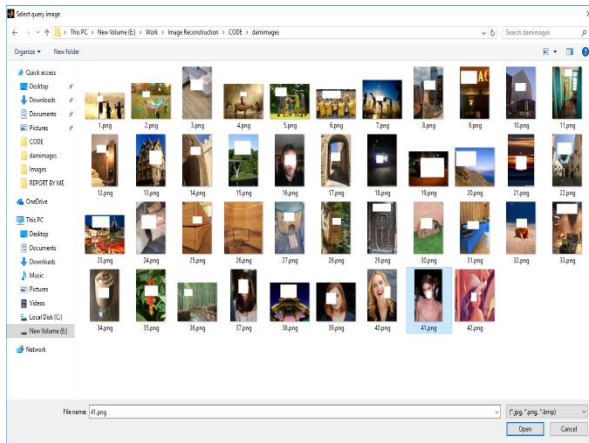 Select query image
This PC > New Volume (E:) > Work > Image Reconstruction > CODE > damimages
Search damimages
Organize New folder
Quick access
Desktop
Downloads
Documents
Pictures
CODE
damimages
Images
REPORT BY ME
OneDrive
This PC
Desktop
Documents
Downloads
Music
Pictures
Videos
Local Disk (C:)
New Volume (E:)
Network
1.png 2.png 3.png 4.png 5.png 6.png 7.png 8.png 9.png 10.png 11.png
12.png 13.png 14.png 15.png 16.png 17.png 18.png 19.png 20.png 21.png 22.png
23.png 24.png 25.png 26.png 27.png 28.png 29.png 30.png 31.png 32.png 33.png
34.png 35.png 36.png 37.png 38.png 39.png 40.png 41.png 42.png
File name: 41.png
(*.jpg, *.png, *.bmp)
Open Cancel